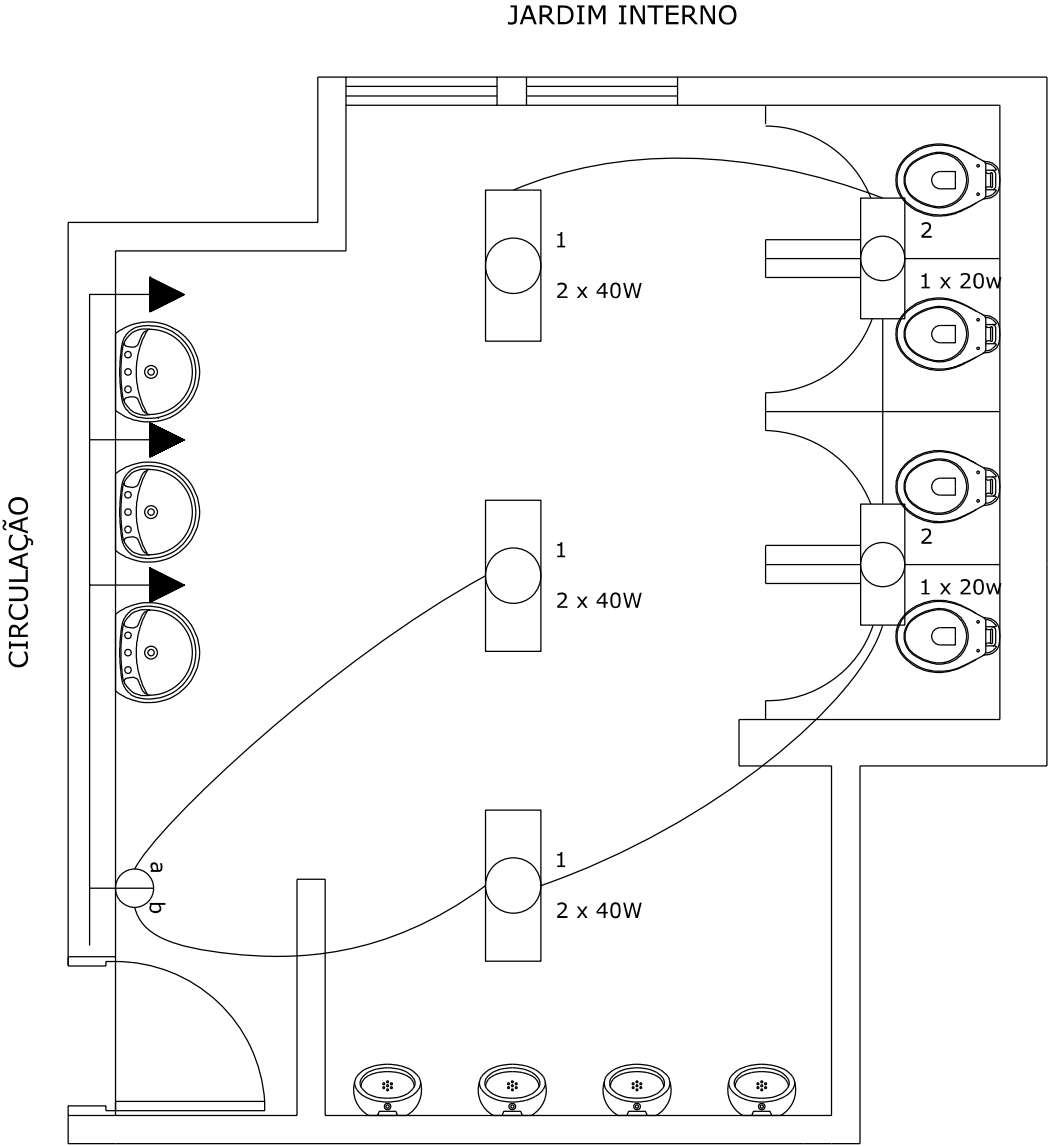 JARDIM INTERNO
2
1
1 x 20w
2 x 40W
CIRCULAÇÃO
2
1
1 x 20w
2 x 40W
a
b
1
2 x 40W